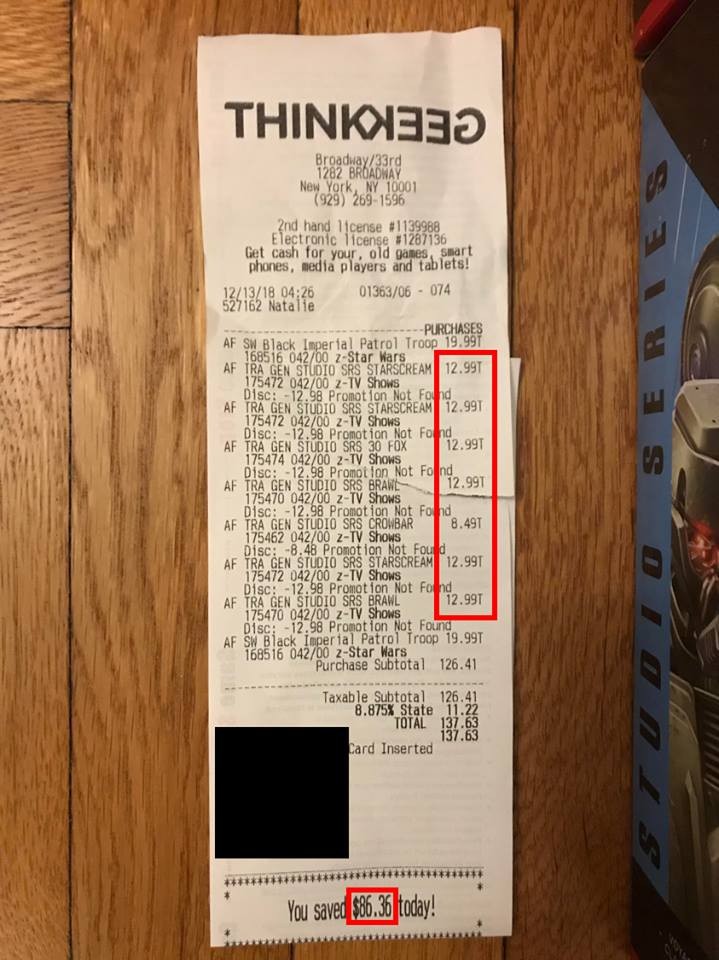 THINKGEEK
Broadway/33rd
1282 BROADWAY
New York, NY 10001
(929) 269-1596
2nd hand license #1139988
Electronic license #1287136
Get cash for your, old games, smart
phones, media players and tablets!
12/13/18 04:26 01363/06 - 074
527162 Natalie
PURCHASES
AF SW Black Imperial Patrol Troop 19.99T
168516 042/00 z-Star Wars
AF TRA GEN STUDIO SRS STARSCREAM 12.99T
175472 042/00 z-TV Shows
Disc: -12.98 Promotion Not Found
AF TRA GEN STUDIO SRS STARSCREAM 12.99T
175472 042/00 z-TV Shows
Disc: -12.98 Promotion Not Found
AF TRA GEN STUDIO SRS 30 FOX 12.99T
175474 042/00 z-TV Shows
Disc: -12.98 Promotion Not Found
AF TRA GEN STUDIO SRS BRAWL 12.99T
175470 042/00 z-TV Shows
Disc: -12.98 Promotion Not Found
AF TRA GEN STUDIO SRS CROWBAR 8.49T
175462 042/00 z-TV Shows
Disc: -8.48 Promotion Not Found
AF TRA GEN STUDIO SRS STARSCREAM 12.99T
175472 042/00 z-TV Shows
Disc: -12.98 Promotion Not Found
AF TRA GEN STUDIO SRS BRAWL 12.99T
175470 042/00 z-TV Shows
Disc: -12.98 Promotion Not Found
AF SW Black Imperial Patrol Troop 19.99T
168516 042/00 z-Star Wars
Purchase Subtotal 126.41
Taxable Subtotal 126.41
8.875% State 11.22
TOTAL 137.63
137.63
Card Inserted
You saved $86.36 today!
STUDIO SERIES